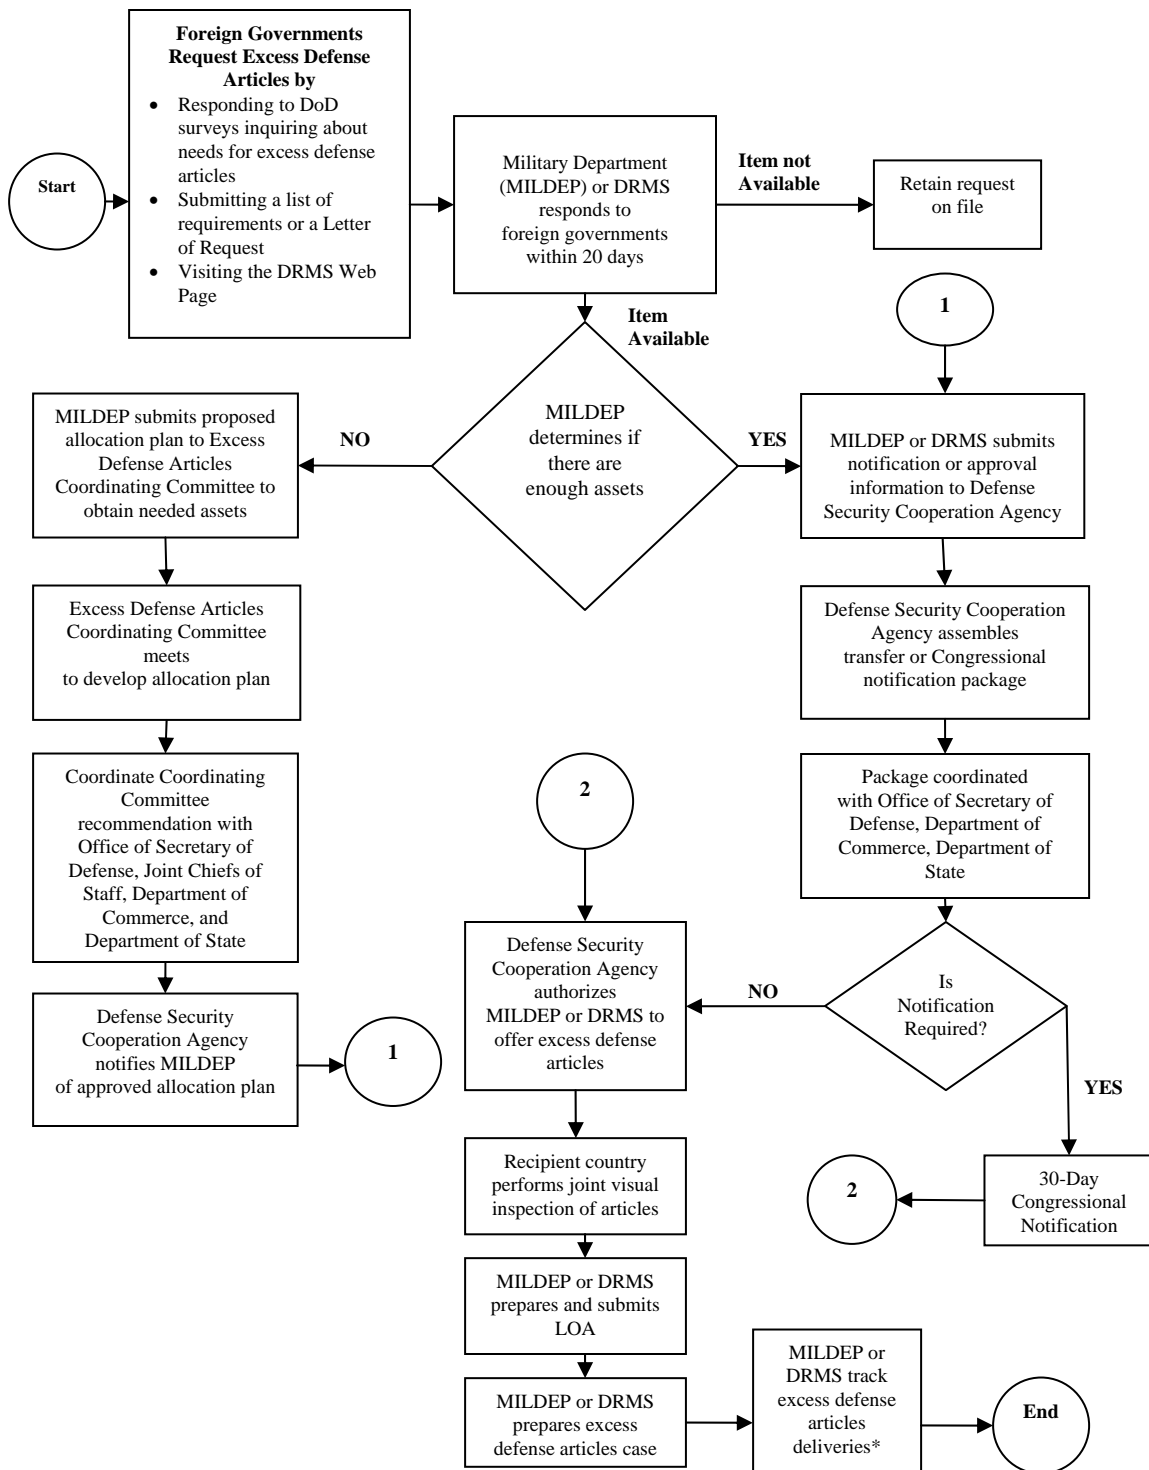 Start
Foreign Governments
Request Excess Defense
Articles by
• Responding to DoD
surveys inquiring about
needs for excess defense
articles
• Submitting a list of
requirements or a Letter
of Request
• Visiting the DRMS Web
Page
Military Department
(MILDEP) or DRMS
responds to
foreign governments
within 20 days
Item not
Available
Retain request
on file
Item
Available
1
MILDEP
determines if
there are
enough assets
NO
YES
MILDEP submits proposed
allocation plan to Excess
Defense Articles
Coordinating Committee to
obtain needed assets
MILDEP or DRMS submits
notification or approval
information to Defense
Security Cooperation Agency
Excess Defense Articles
Coordinating Committee
meets
to develop allocation plan
Defense Security Cooperation
Agency assembles
transfer or Congressional
notification package
Coordinate Coordinating
Committee
recommendation with
Office of Secretary of
Defense, Joint Chiefs of
Staff, Department of
Commerce, and
Department of State
2
Package coordinated
with Office of Secretary of
Defense, Department of
Commerce, Department of
State
Defense Security
Cooperation Agency
authorizes
MILDEP or DRMS to
offer excess defense
articles
NO
Is
Notification
Required?
YES
Defense Security
Cooperation Agency
notifies MILDEP
of approved allocation plan
1
Recipient country
performs joint visual
inspection of articles
2
30-Day
Congressional
Notification
MILDEP or DRMS
prepares and submits
LOA
MILDEP or DRMS
prepares excess
defense articles case
MILDEP or
DRMS track
excess defense
articles
deliveries*
End